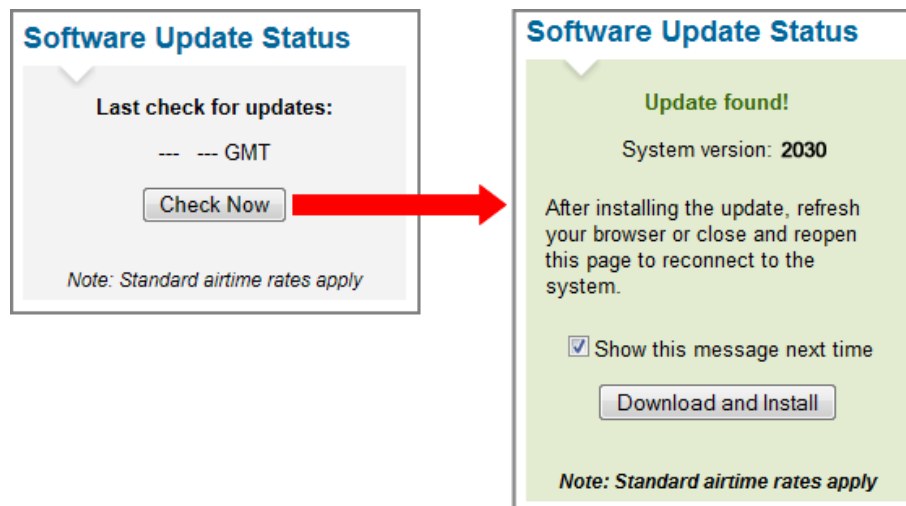 Software Update Status
Last check for updates:
--- --- GMT
Check Now
Note: Standard airtime rates apply
Software Update Status
Update found!
System version: 2030
After installing the update, refresh
your browser or close and reopen
this page to reconnect to the
system.
Show this message next time
Download and Install
Note: Standard airtime rates apply